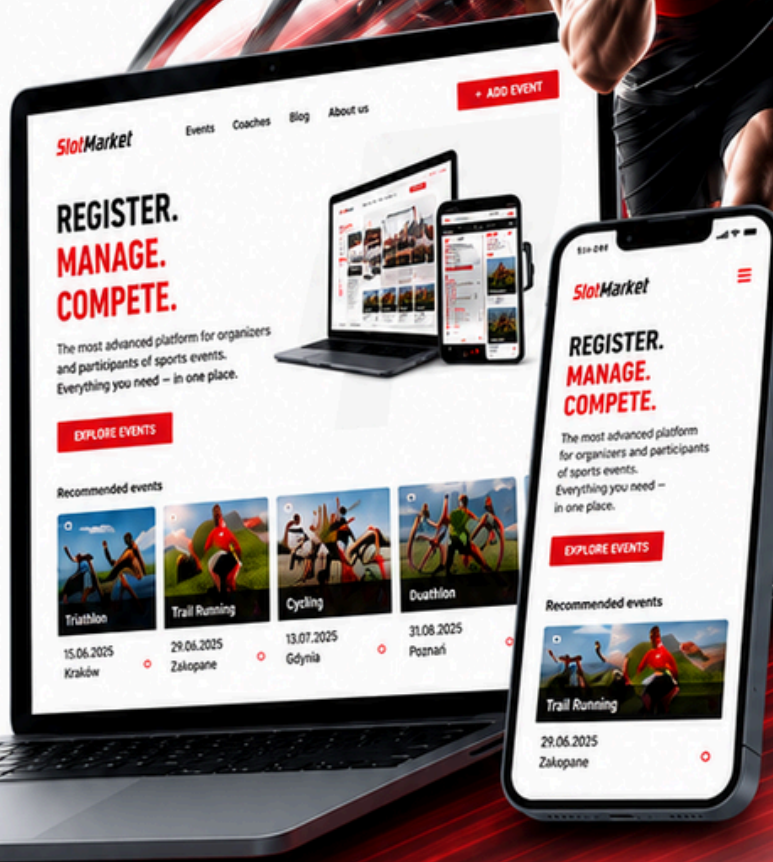 SlotMarket
Events Coaches Blog About us
+ ADD EVENT
REGISTER.
MANAGE.
COMPETE.
The most advanced platform for organizers
and participants of sports events.
Everything you need – in one place.
EXPLORE EVENTS
Recommended events
Triathlon
15.06.2025
Kraków
Trail Running
29.06.2025
Zakopane
Cycling
13.07.2025
Gdynia
Duathlon
31.08.2025
Poznań
SlotMarket
REGISTER.
MANAGE.
COMPETE.
The most advanced platform
for organizers and participants
of sports events.
Everything you need –
in one place.
EXPLORE EVENTS
Recommended events
Trail Running
29.06.2025
Zakopane